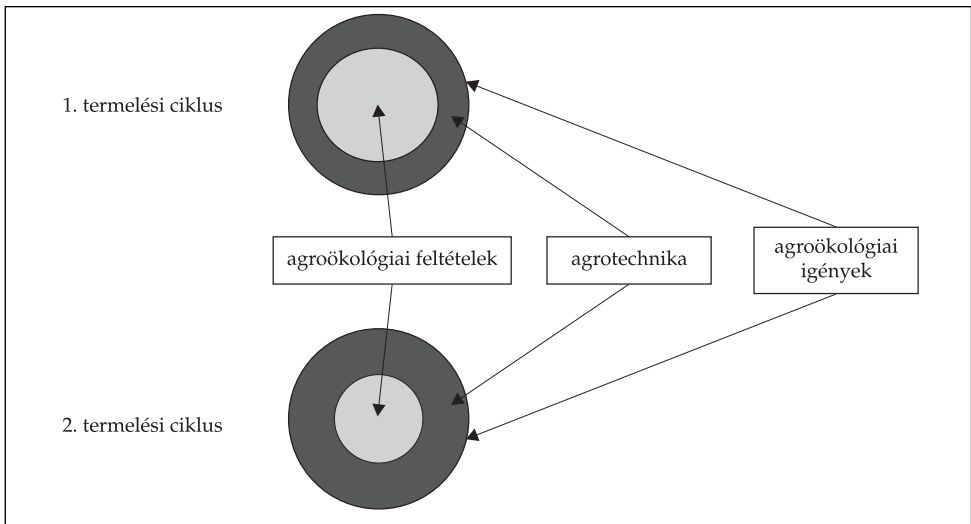 1. termelési ciklus
agroökológiai feltételek
agrotechnika
agroökológiai
igények
2. termelési ciklus